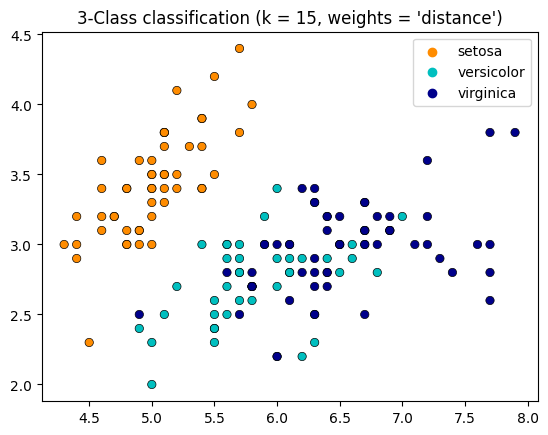 3-Class classification (k = 15, weights = 'distance')
setosa
versicolor
virginica
4.5
4.0
3.5
3.0
2.5
2.0
4.5 5.0 5.5 6.0 6.5 7.0 7.5 8.0